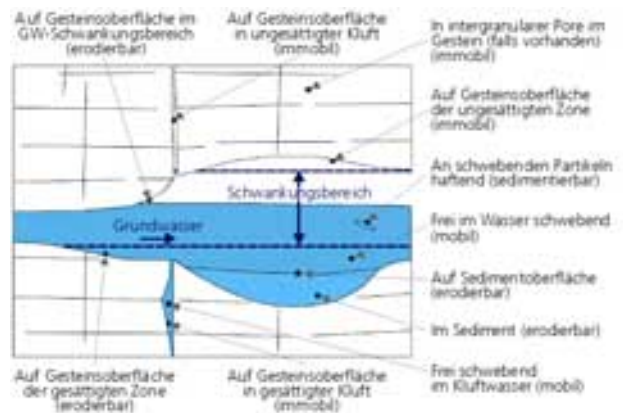 Auf Gesteinsoberfläche im
GW-Schwankungsbereich
(erodierbar)
Auf Gesteinsoberfläche
in ungesättigter Kluft
(immobil)
In intergranularer Pore im
Gestein (falls vorhanden)
(immobil)
Auf Gesteinsoberfläche
der ungesättigten Zone
(immobil)
An schwebenden Partikeln
haftend (sedimentierbar)
Schwankungsbereich
Grundwasser
Frei im Wasser schwebend
(mobil)
Auf Sedimentoberfläche
(erodierbar)
Im Sediment (erodierbar)
Frei schwebend
im Kluftwasser (mobil)
Auf Gesteinsoberfläche
der gesättigten Zone
(erodierbar)
Auf Gesteinsoberfläche
in gesättigter Kluft
(immobil)